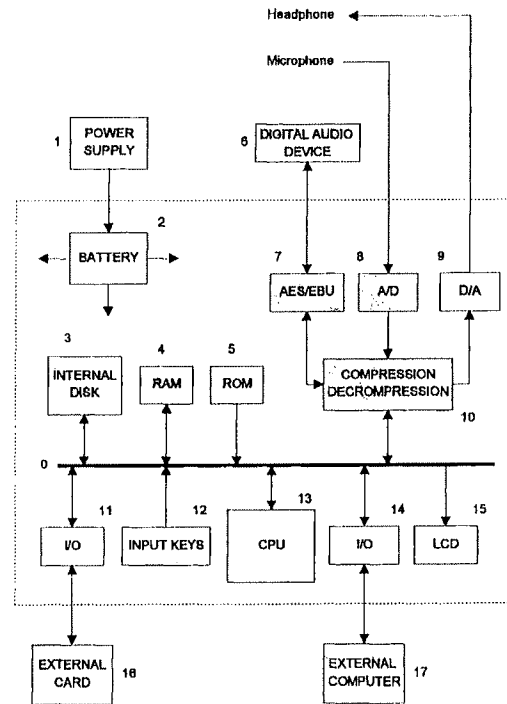 Headphone
Microphone
1
POWER
SUPPLY
6
DIGITAL AUDIO
DEVICE
2
BATTERY
7
8
9
AES/EBU
A/D
D/A
3
4
5
INTERNAL
DISK
RAM
ROM
COMPRESSION
DECROMPRESSION
10
0
11
12
13
14
15
I/O
INPUT KEYS
CPU
I/O
LCD
EXTERNAL
CARD
16
EXTERNAL
COMPUTER
17